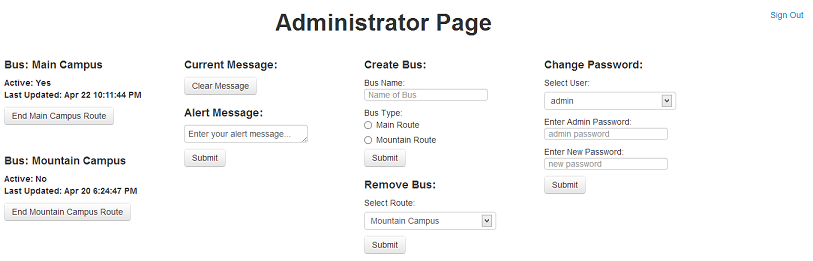 Administrator Page
Sign Out
Bus: Main Campus
Active: Yes
Last Updated: Apr 22 10:11:44 PM
End Main Campus Route
Bus: Mountain Campus
Active: No
Last Updated: Apr 20 6:24:47 PM
End Mountain Campus Route
Current Message:
Clear Message
Alert Message:
Enter your alert message...
Submit
Create Bus:
Bus Name:
Name of Bus
Bus Type:
Main Route
Mountain Route
Submit
Remove Bus:
Select Route:
Mountain Campus
Submit
Change Password:
Select User:
admin
Enter Admin Password:
admin password
Enter New Password:
new password
Submit